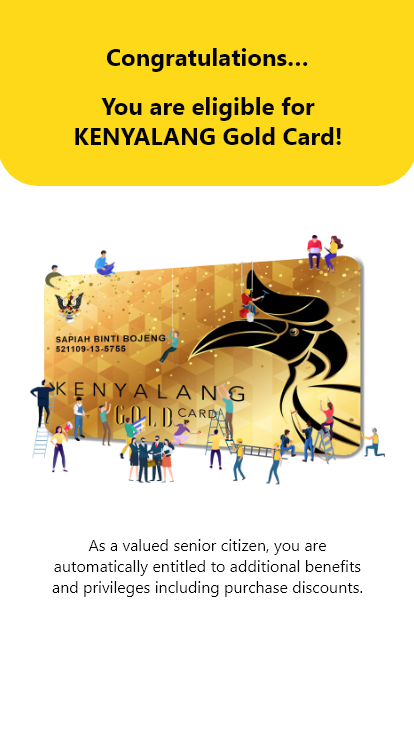 Congratulations...
You are eligible for
KENYALANG Gold Card!
SAPIAH BINTI BOJENG
521109-13-5755
KENYALANG
GOLD CARD
As a valued senior citizen, you are
automatically entitled to additional benefits
and privileges including purchase discounts.